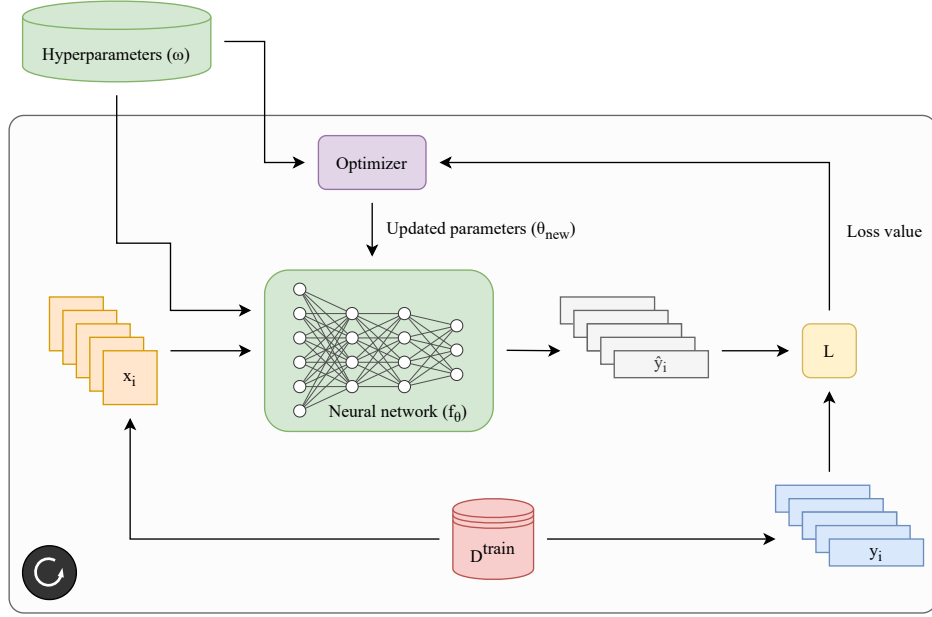 Hyperparameters (ω)
Optimizer
Updated parameters (θnew)
Loss value
xi
Neural network (fθ)
ŷi
L
Dtrain
yi